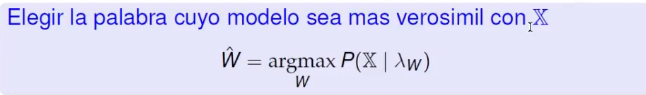 Elegir la palabra cuyo modelo sea mas verosimil con 𝕏
Ŵ = argmax P(𝕏 | λ_W)
W